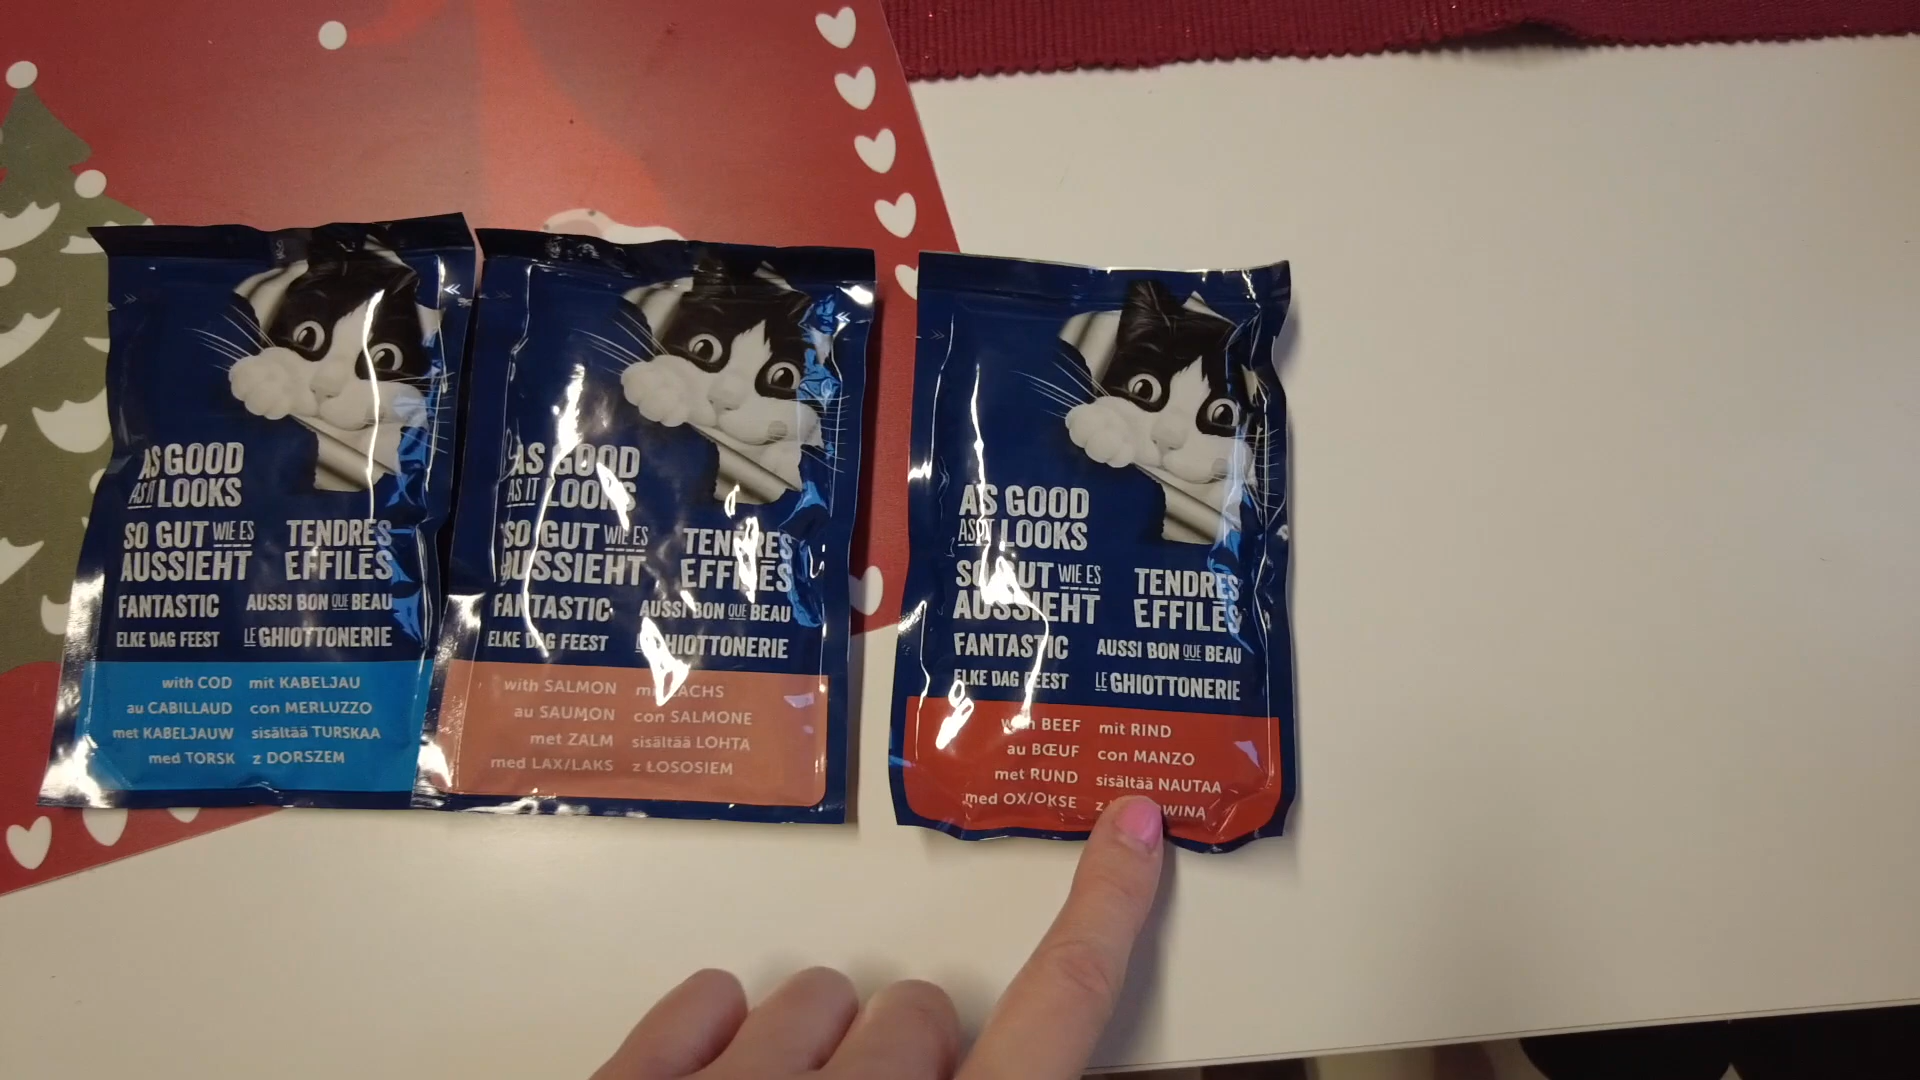 AS GOOD
AS IT LOOKS
SO GUT WIE ES
AUSSIEHT
TENDRES
EFFILÉS
FANTASTIC
AUSSI BON QUE BEAU
ELKE DAG FEEST
LE GHIOTTONERIE
with COD mit KABELJAU
au CABILLAUD con MERLUZZO
met KABELJAUW sisältää TURSKAA
med TORSK z DORSZEM
AS GOOD
AS IT LOOKS
SO GUT WIE ES
AUSSIEHT
TENDRES
EFFILÉS
FANTASTIC
AUSSI BON QUE BEAU
ELKE DAG FEEST
GHIOTTONERIE
with SALMON mit LACHS
au SAUMON con SALMONE
met ZALM sisältää LOHTA
med LAX/LAKS z ŁOSOSIEM
AS GOOD
AS IT LOOKS
SO GUT WIE ES
AUSSIEHT
TENDRES
EFFILÉS
FANTASTIC
AUSSI BON QUE BEAU
ELKE DAG FEEST
LE GHIOTTONERIE
with BEEF mit RIND
au BŒUF con MANZO
met RUND sisältää NAUTAA
med OX/OKSE z